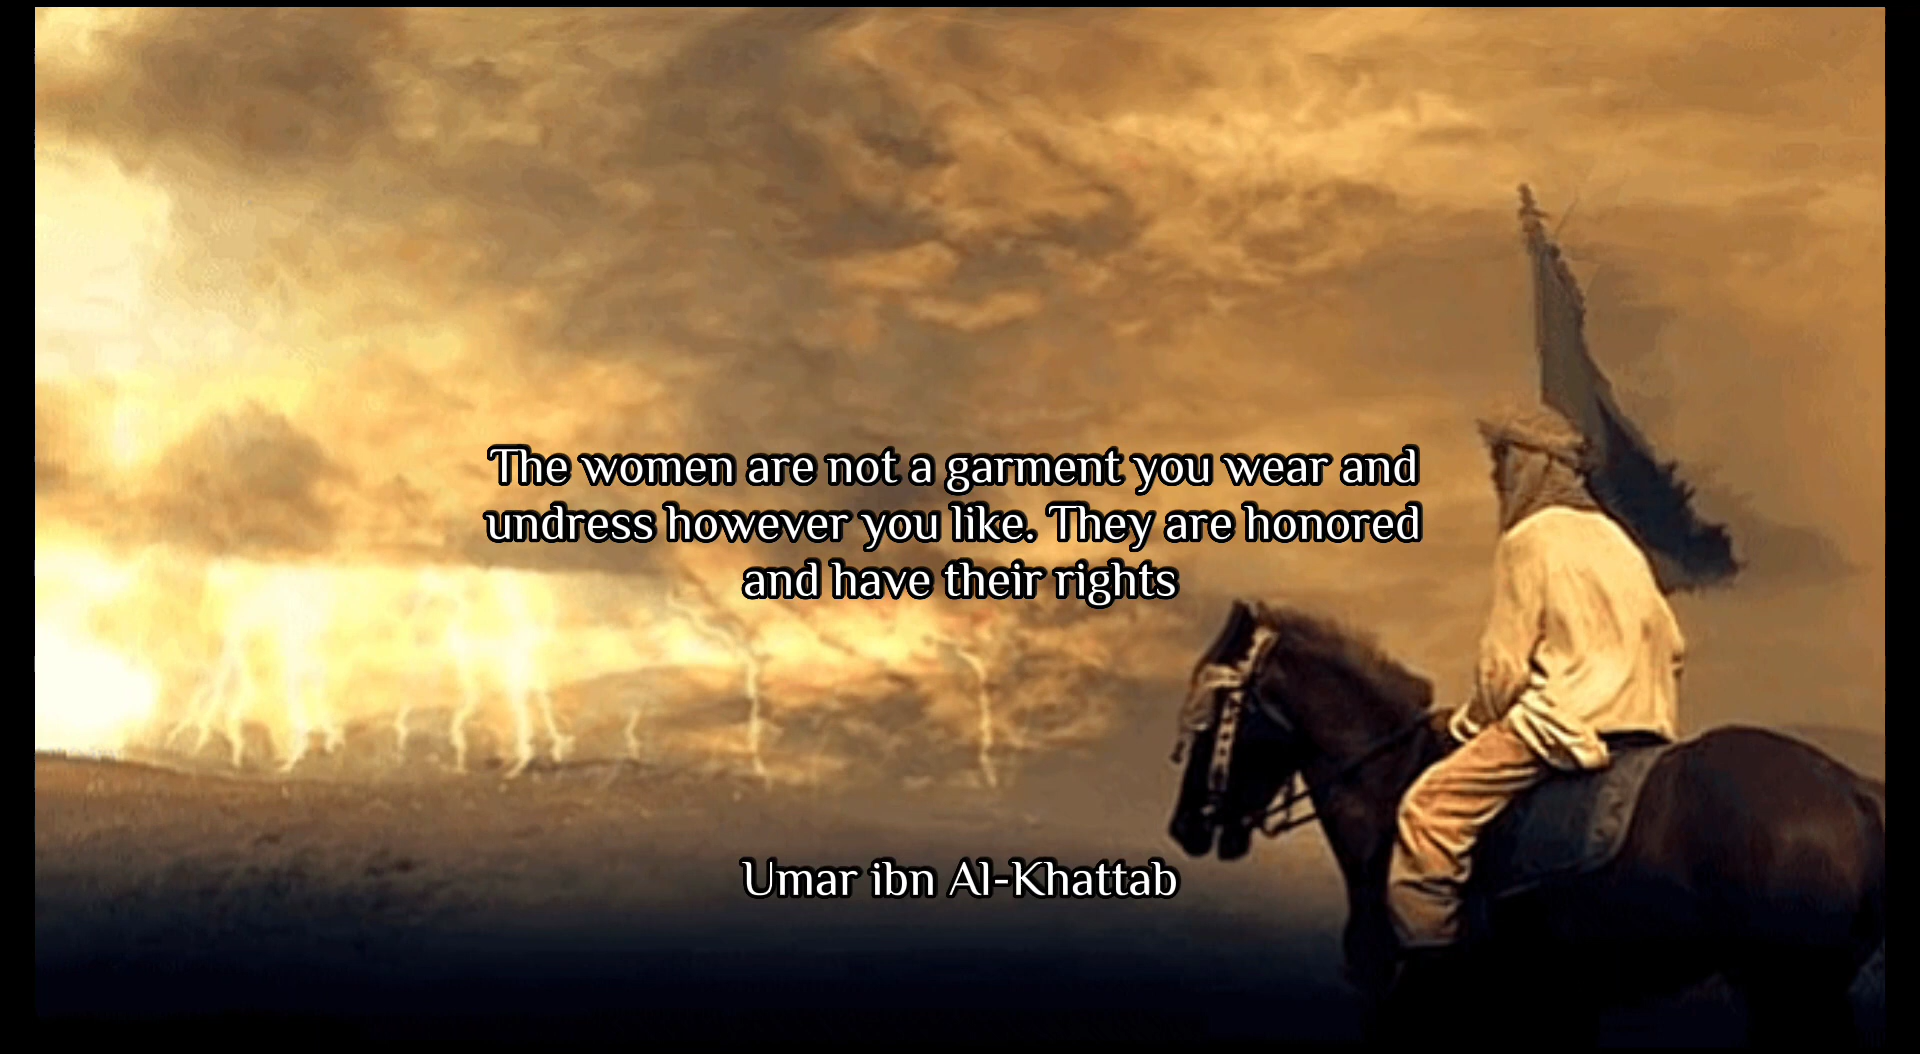 The women are not a garment you wear and
undress however you like. They are honored
and have their rights
Umar ibn Al-Khattab